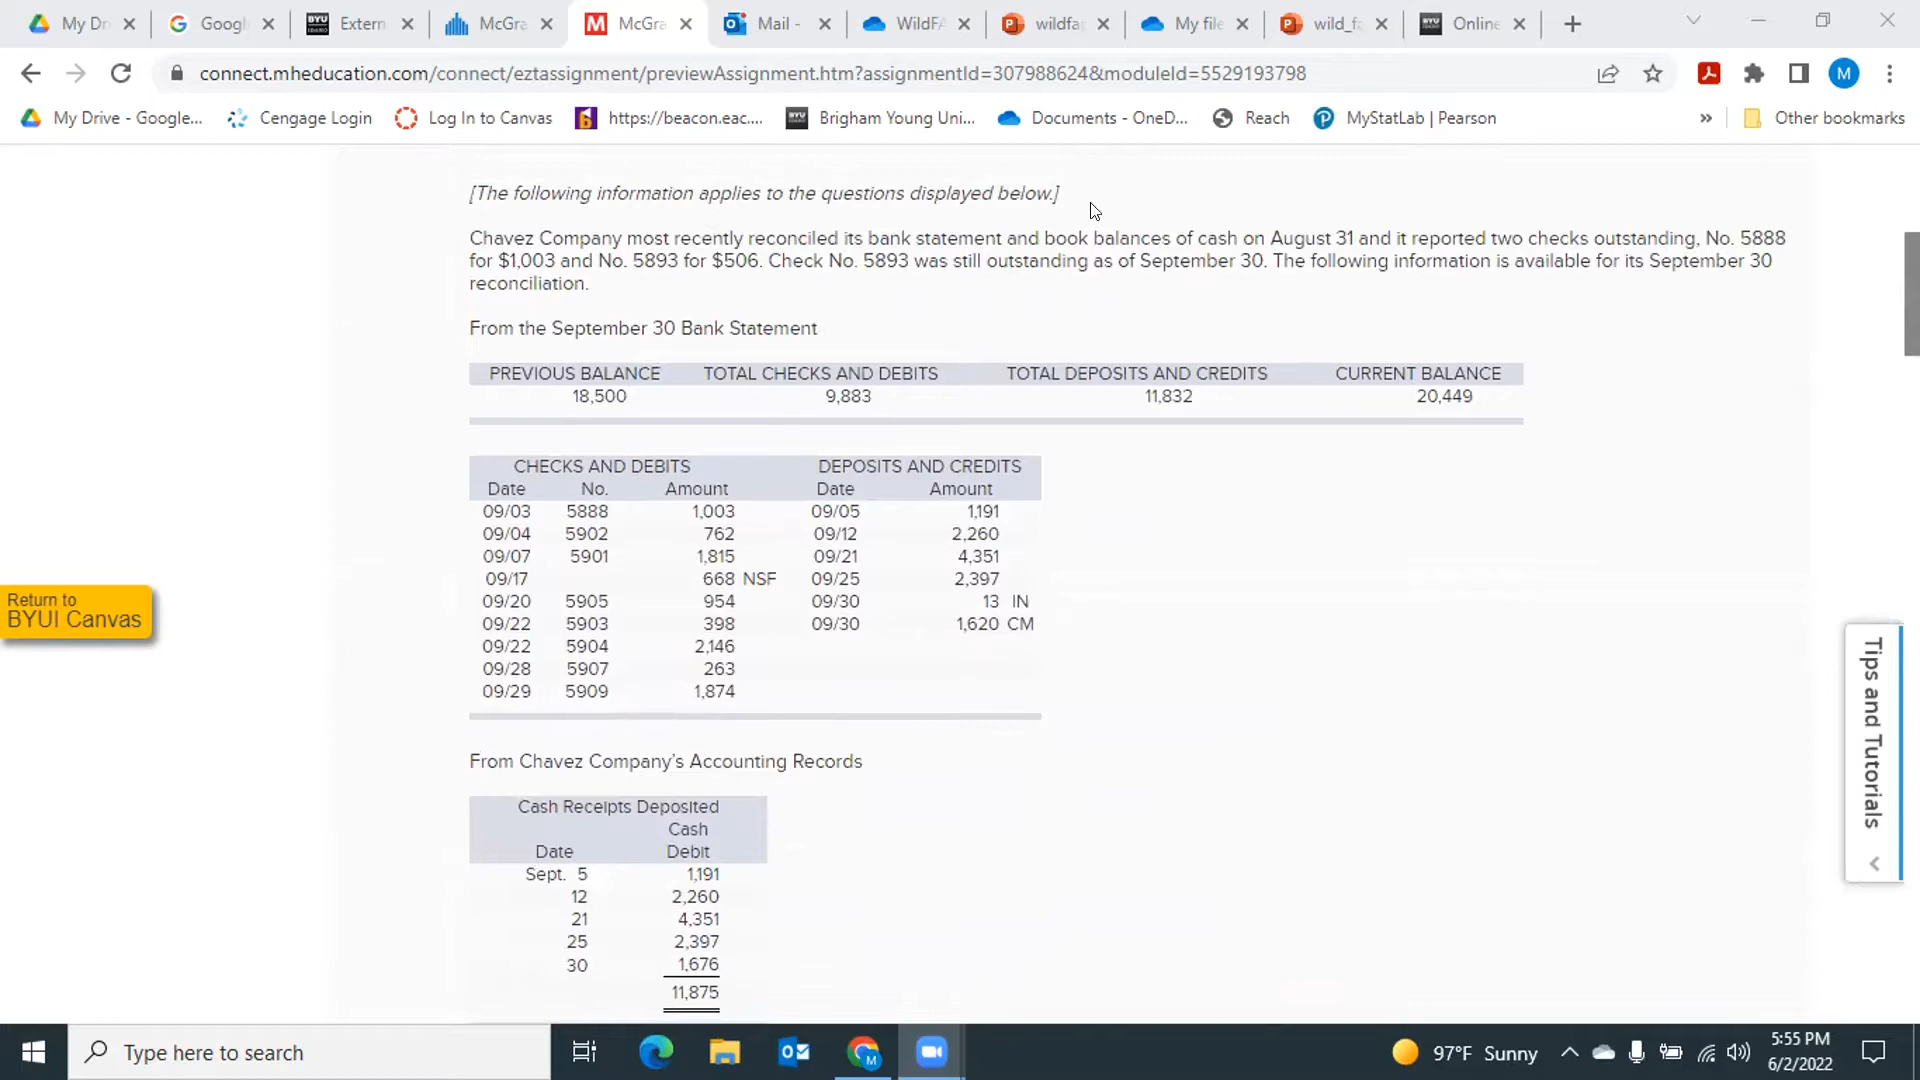 My Dri
Googl
Extern
McGra
McGra
Mail -
WildFA
wildfa
My file
wild_fa
Online
connect.mheducation.com/connect/eztassignment/previewAssignment.htm?assignmentId=307988624&moduleId=5529193798
M
My Drive - Google...
Cengage Login
Log In to Canvas
https://beacon.eac....
Brigham Young Uni...
Documents - OneD...
Reach
MyStatLab | Pearson
»
Other bookmarks
[The following information applies to the questions displayed below.]
Chavez Company most recently reconciled its bank statement and book balances of cash on August 31 and it reported two checks outstanding, No. 5888
for $1,003 and No. 5893 for $506. Check No. 5893 was still outstanding as of September 30. The following information is available for its September 30
reconciliation.
From the September 30 Bank Statement
PREVIOUS BALANCE TOTAL CHECKS AND DEBITS TOTAL DEPOSITS AND CREDITS CURRENT BALANCE
18,500 9,883 11,832 20,449
CHECKS AND DEBITS DEPOSITS AND CREDITS
Date No. Amount Date Amount
09/03 5888 1,003 09/05 1,191
09/04 5902 762 09/12 2,260
09/07 5901 1,815 09/21 4,351
09/17 668 NSF 09/25 2,397
09/20 5905 954 09/30 13 IN
09/22 5903 398 09/30 1,620 CM
09/22 5904 2,146
09/28 5907 263
09/29 5909 1,874
Return to
BYUI Canvas
Tips and Tutorials
From Chavez Company's Accounting Records
Cash Receipts Deposited
Cash
Date Debit
Sept. 5 1,191
12 2,260
21 4,351
25 2,397
30 1,676
11,875
Type here to search
97°F Sunny
5:55 PM
6/2/2022